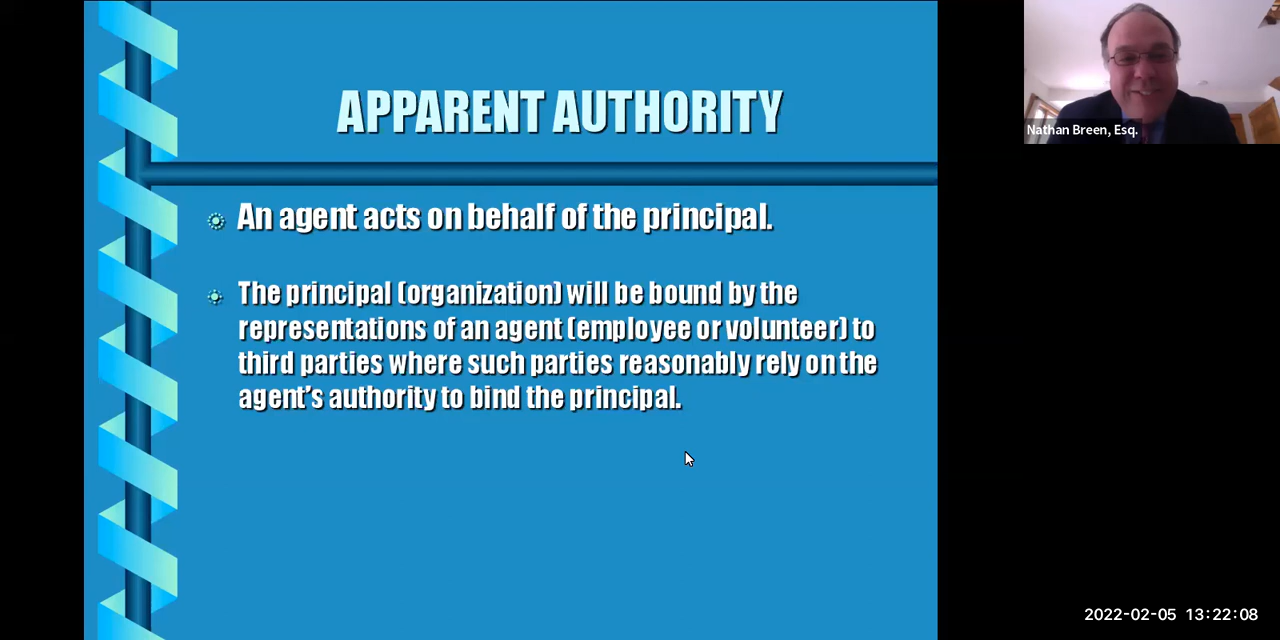 APPARENT AUTHORITY
An agent acts on behalf of the principal.
The principal (organization) will be bound by the
representations of an agent (employee or volunteer) to
third parties where such parties reasonably rely on the
agent’s authority to bind the principal.
Nathan Breen, Esq.
2022-02-05 13:22:08